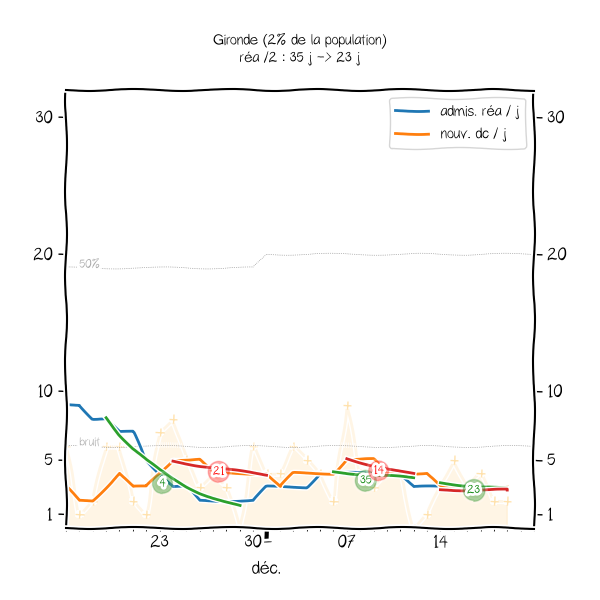 Gironde (2% de la population)
réa /2 : 35 j -> 23 j
admis. réa / j
nouv. dc / j
30 30
20 20
50%
10 10
bruit
5 5
21
14
4
35
23
1 1
23 30 07 14
déc.